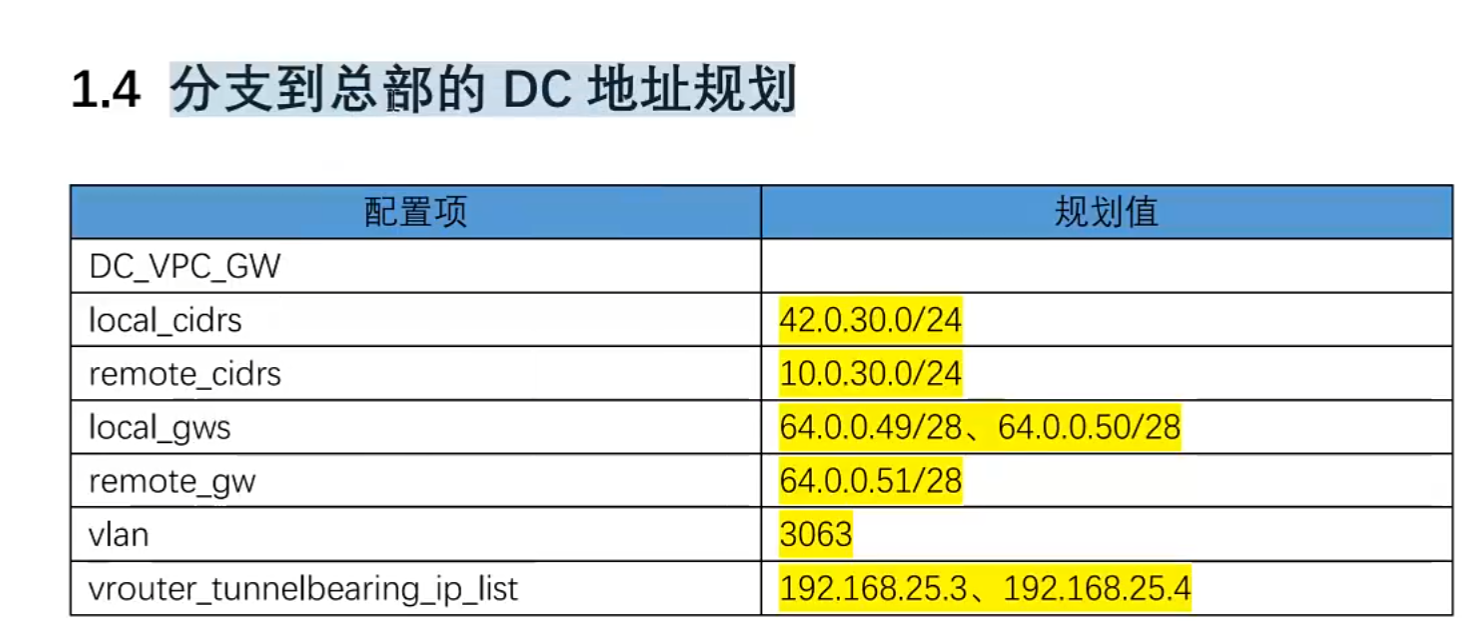 1.4 分支到总部的 DC 地址规划
配置项 规划值
DC_VPC_GW
local_cidrs 42.0.30.0/24
remote_cidrs 10.0.30.0/24
local_gws 64.0.0.49/28、64.0.0.50/28
remote_gw 64.0.0.51/28
vlan 3063
vrouter_tunnelbearing_ip_list 192.168.25.3、192.168.25.4